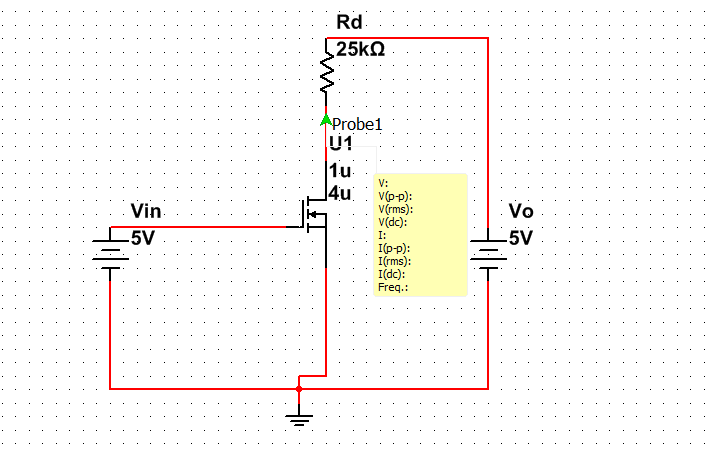 Rd
25kΩ
Probe1
U1
1u
4u
Vin
5V
V:
V(p-p):
V(rms):
V(dc):
I:
I(p-p):
I(rms):
I(dc):
Freq.:
Vo
5V